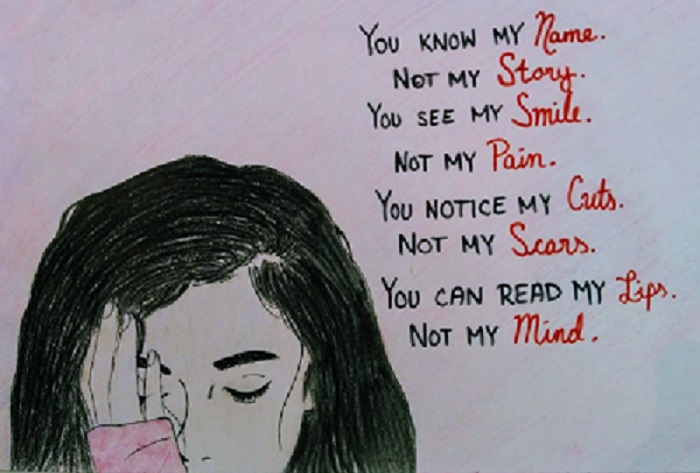 You know my Name.
Not my Story.
You see my Smile.
Not my Pain.
You notice my Cuts.
Not my Scars.
You can read my Lips.
Not my Mind.